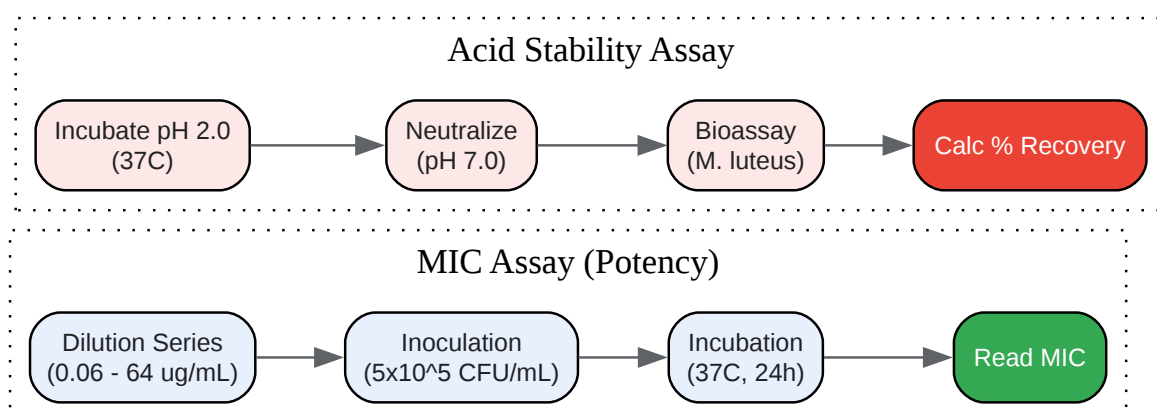 Acid Stability Assay
Incubate pH 2.0
(37C)
Neutralize
(pH 7.0)
Bioassay
(M. luteus)
Calc % Recovery
MIC Assay (Potency)
Dilution Series
(0.06 - 64 ug/mL)
Inoculation
(5x10^5 CFU/mL)
Incubation
(37C, 24h)
Read MIC